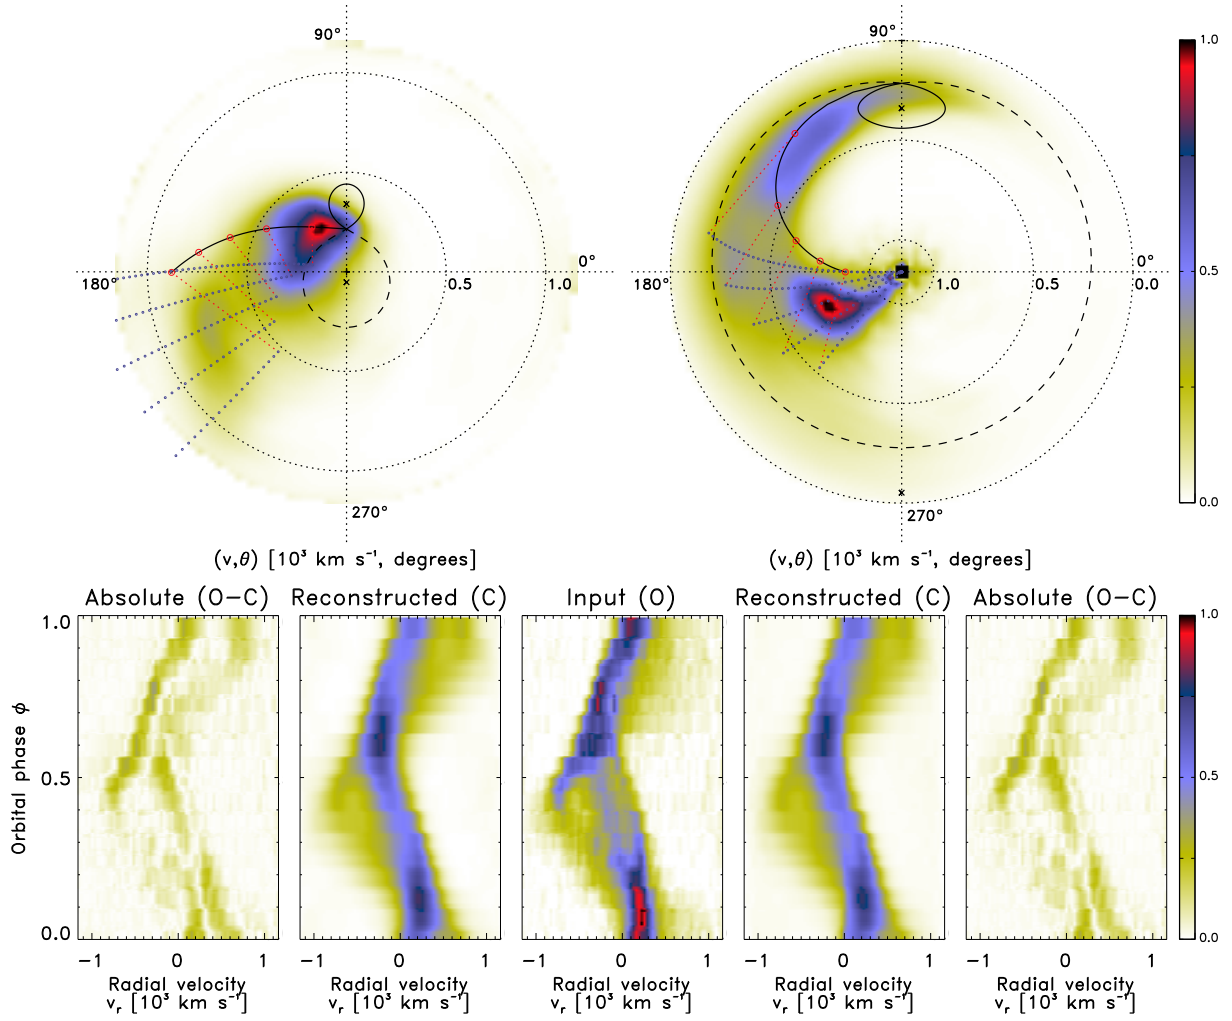 90°
90°
1.0
180°
0°
0.5
1.0
180°
0°
1.0
0.5
0.0
0.5
270°
270°
0.0
(v,θ) [10³ km s⁻¹, degrees]
(v,θ) [10³ km s⁻¹, degrees]
Absolute (O−C)
Reconstructed (C)
Input (O)
Reconstructed (C)
Absolute (O−C)
Orbital phase ϕ
1.0
0.5
0.0
1.0
0.5
0.0
−1 0 1
−1 0 1
−1 0 1
−1 0 1
−1 0 1
Radial velocity
vᵣ [10³ km s⁻¹]
Radial velocity
vᵣ [10³ km s⁻¹]
Radial velocity
vᵣ [10³ km s⁻¹]
Radial velocity
vᵣ [10³ km s⁻¹]
Radial velocity
vᵣ [10³ km s⁻¹]